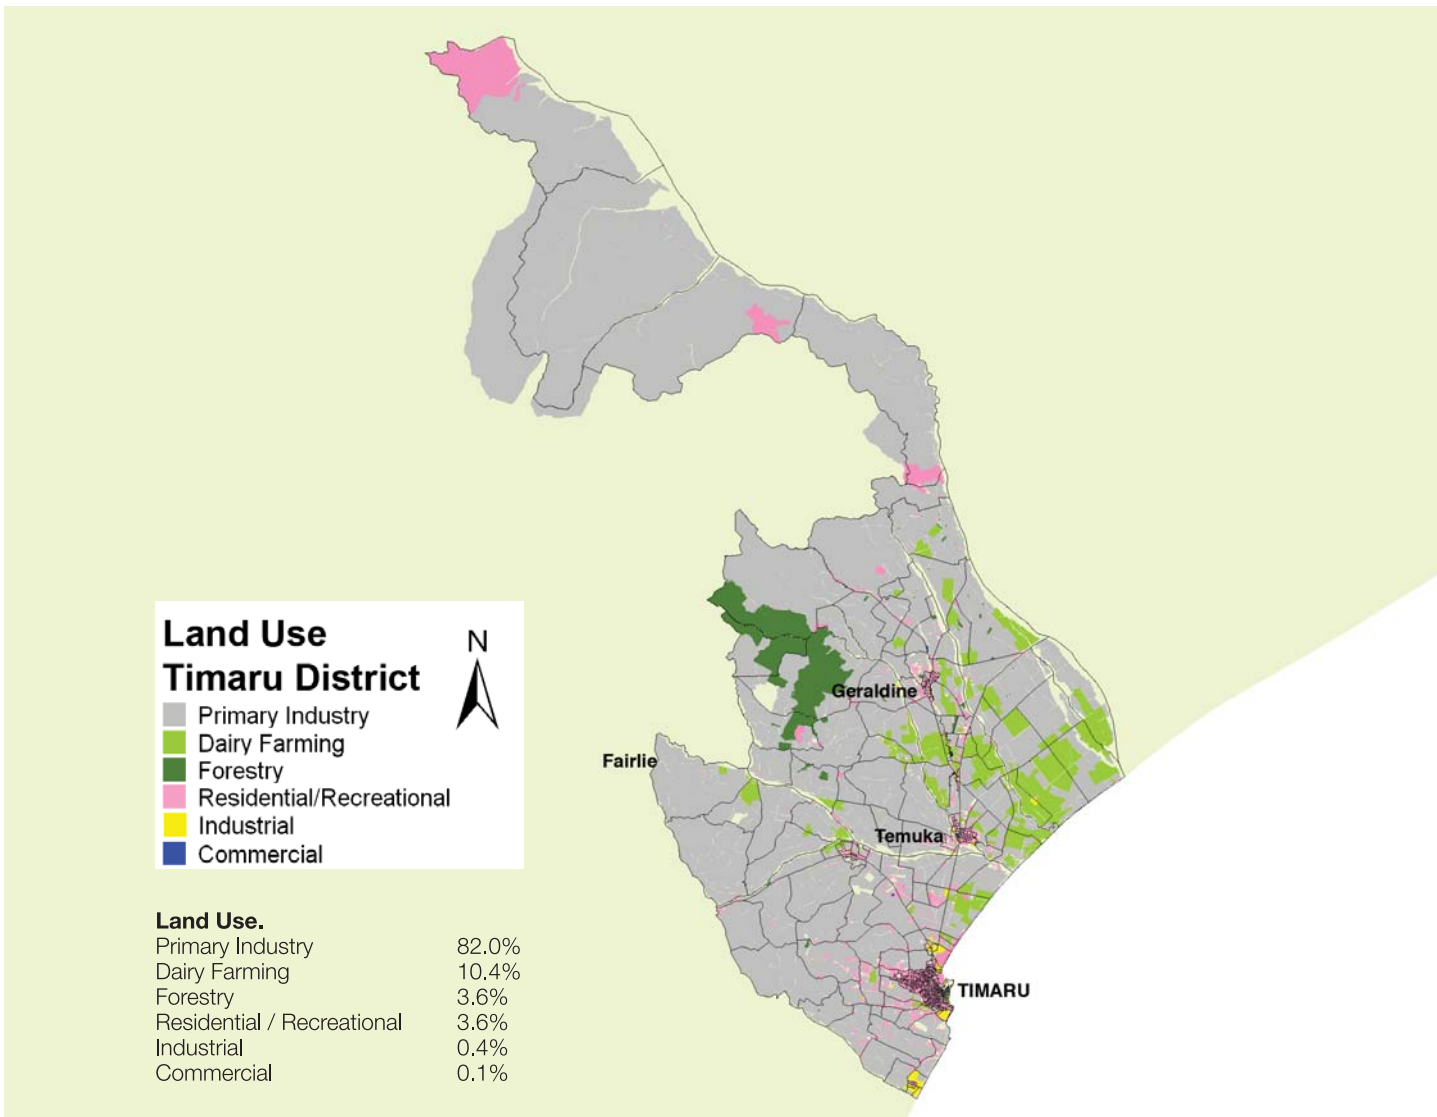 Land Use
Timaru District
N
Primary Industry
Dairy Farming
Forestry
Residential/Recreational
Industrial
Commercial
Geraldine
Fairlie
Temuka
TIMARU
Land Use.
Primary Industry 82.0%
Dairy Farming 10.4%
Forestry 3.6%
Residential / Recreational 3.6%
Industrial 0.4%
Commercial 0.1%